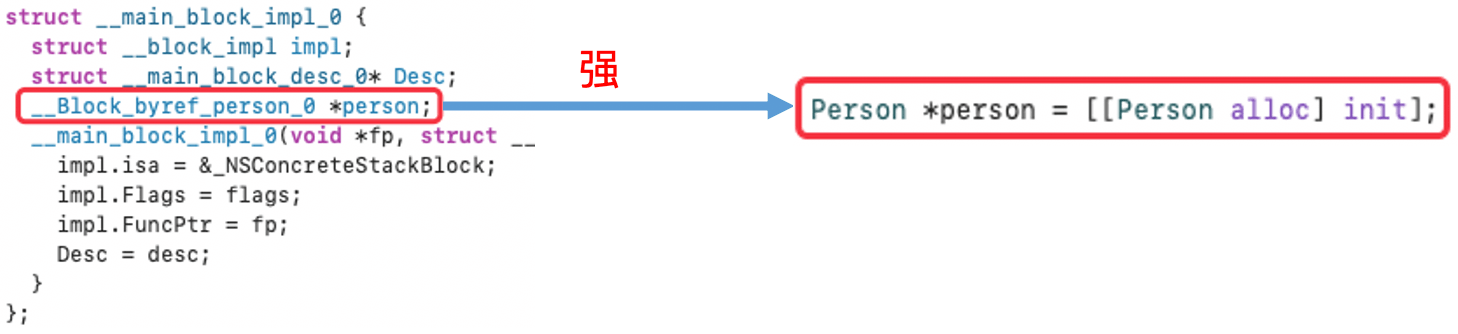 struct __main_block_impl_0 {
  struct __block_impl impl;
  struct __main_block_desc_0* Desc;
  __Block_byref_person_0 *person;
  __main_block_impl_0(void *fp, struct __
    impl.isa = &_NSConcreteStackBlock;
    impl.Flags = flags;
    impl.FuncPtr = fp;
    Desc = desc;
  }
};
强
Person *person = [[Person alloc] init];